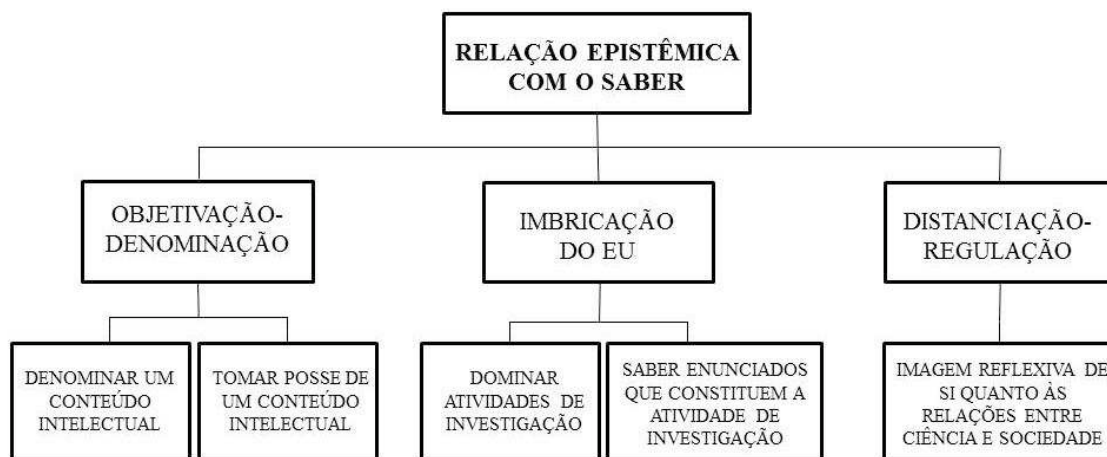 RELAÇÃO EPISTÊMICA
COM O SABER
OBJETIVAÇÃO-
DENOMINAÇÃO
IMBRICAÇÃO
DO EU
DISTANCIAÇÃO-
REGULAÇÃO
DENOMINAR UM
CONTEÚDO
INTELECTUAL
TOMAR POSSE DE
UM CONTEÚDO
INTELECTUAL
DOMINAR
ATIVIDADES DE
INVESTIGAÇÃO
SABER ENUNCIADOS
QUE CONSTITUEM A
ATIVIDADE DE
INVESTIGAÇÃO
IMAGEM REFLEXIVA DE
SI QUANTO ÀS
RELAÇÕES ENTRE
CIÊNCIA E SOCIEDADE